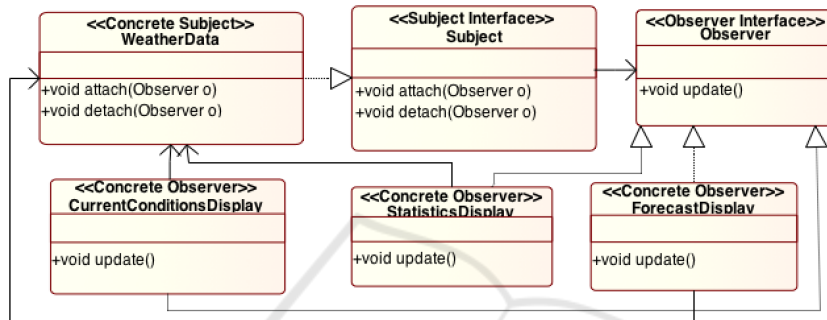 <<Concrete Subject>>
WeatherData
+void attach(Observer o)
+void detach(Observer o)
<<Subject Interface>>
Subject
+void attach(Observer o)
+void detach(Observer o)
<<Observer Interface>>
Observer
+void update()
<<Concrete Observer>>
CurrentConditionsDisplay
+void update()
<<Concrete Observer>>
StatisticsDisplay
+void update()
<<Concrete Observer>>
ForecastDisplay
+void update()